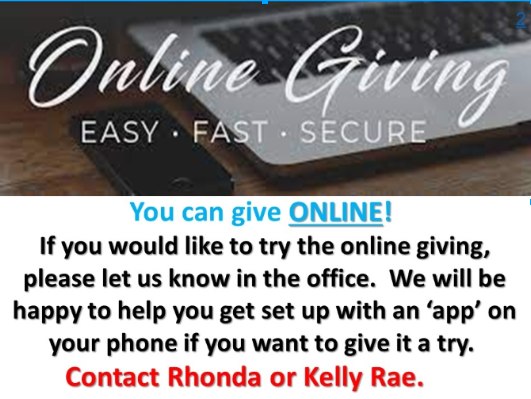 Online Giving
EASY · FAST · SECURE
You can give ONLINE!
If you would like to try the online giving,
please let us know in the office.  We will be
happy to help you get set up with an ‘app’ on
your phone if you want to give it a try.
Contact Rhonda or Kelly Rae.